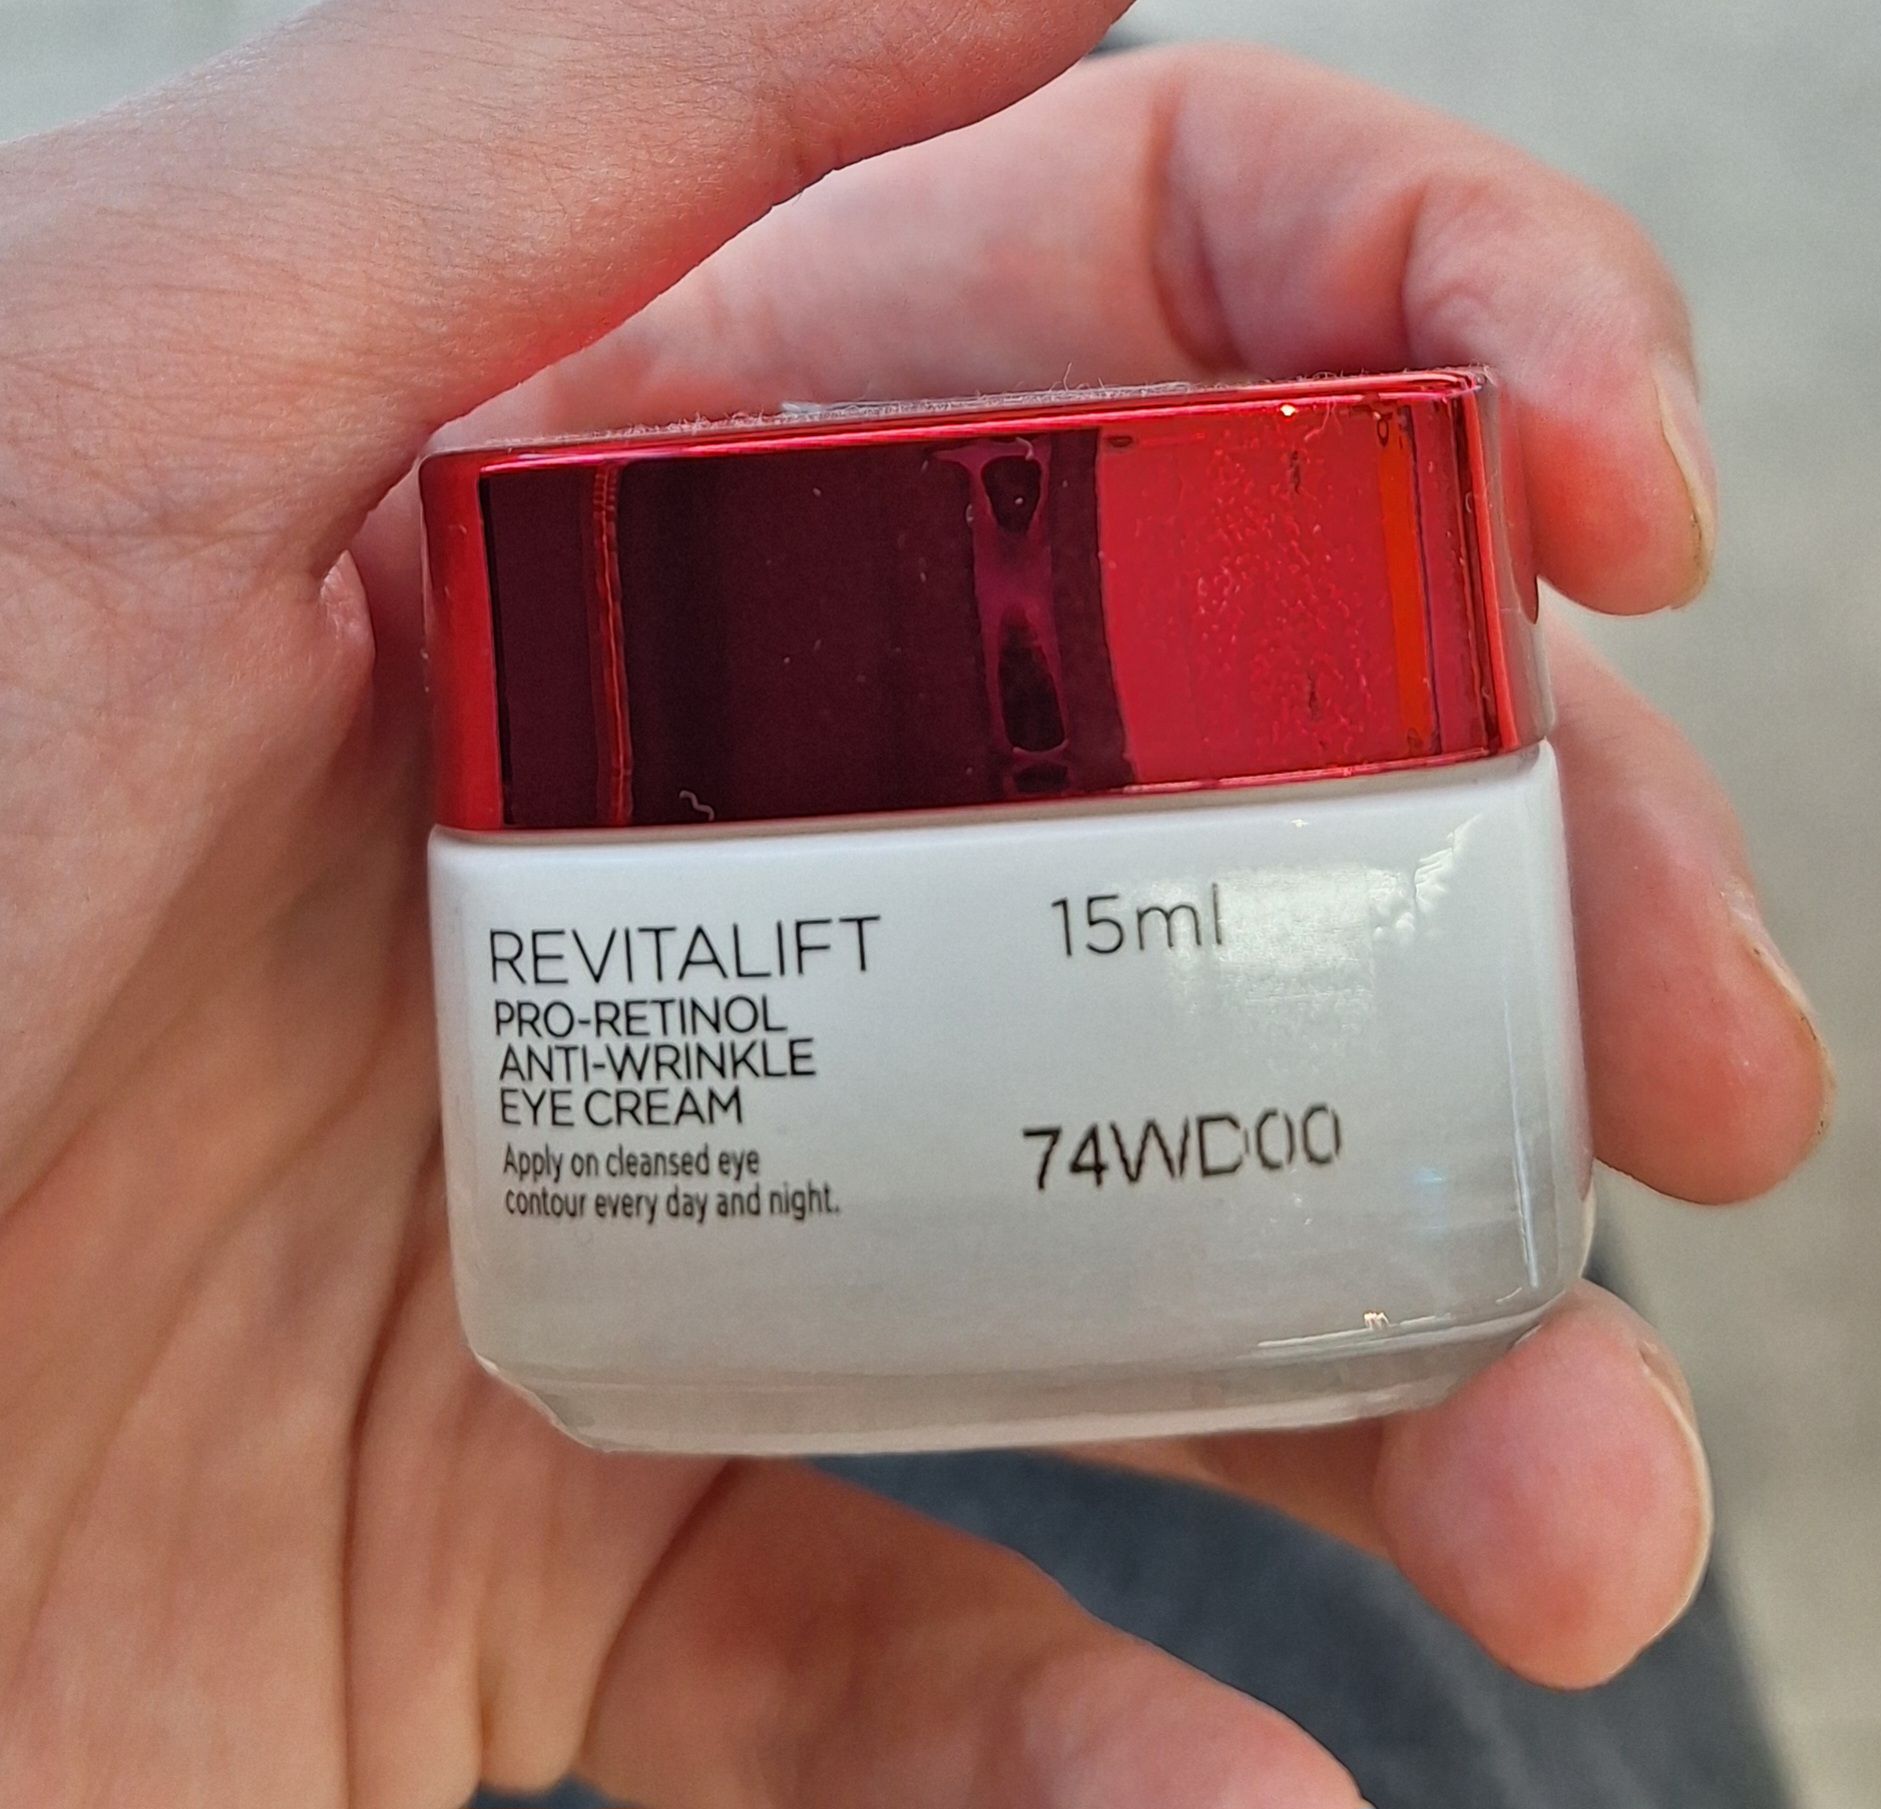 REVITALIFT
PRO-RETINOL
ANTI-WRINKLE
EYE CREAM
Apply on cleansed eye
contour every day and night.
15ml
74WD00